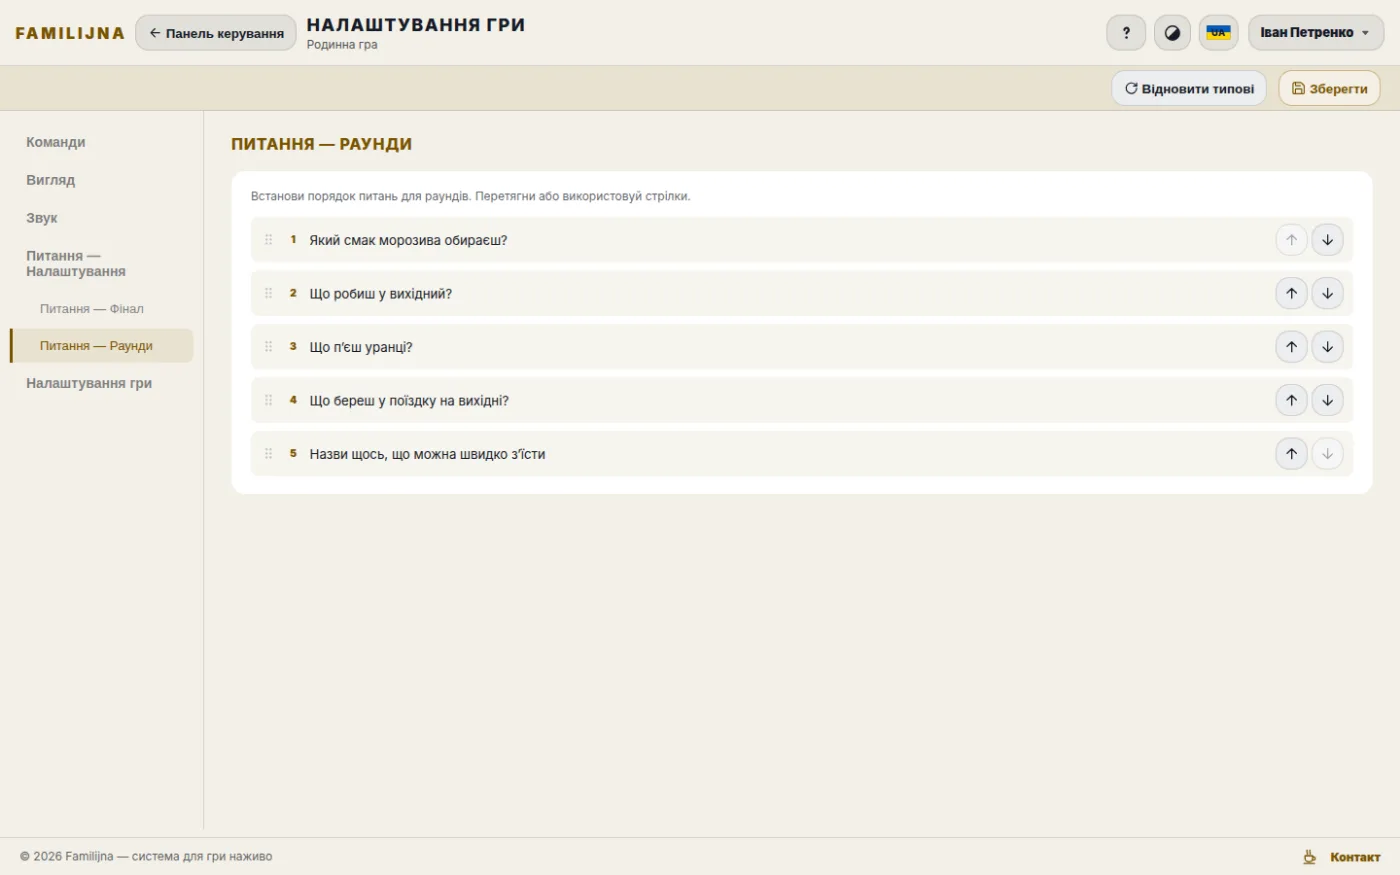 FAMILIJNA
← Панель керування
НАЛАШТУВАННЯ ГРИ
Родинна гра
?
UA
Іван Петренко
Відновити типові
Зберегти
Команди
Вигляд
Звук
Питання —
Налаштування
Питання — Фінал
Питання — Раунди
Налаштування гри
ПИТАННЯ — РАУНДИ
Встанови порядок питань для раундів. Перетягни або використовуй стрілки.
1 Який смак морозива обираєш?
2 Що робиш у вихідний?
3 Що п'єш уранці?
4 Що береш у поїздку на вихідні?
5 Назви щось, що можна швидко з'їсти
© 2026 Familijna — система для гри наживо
Контакт